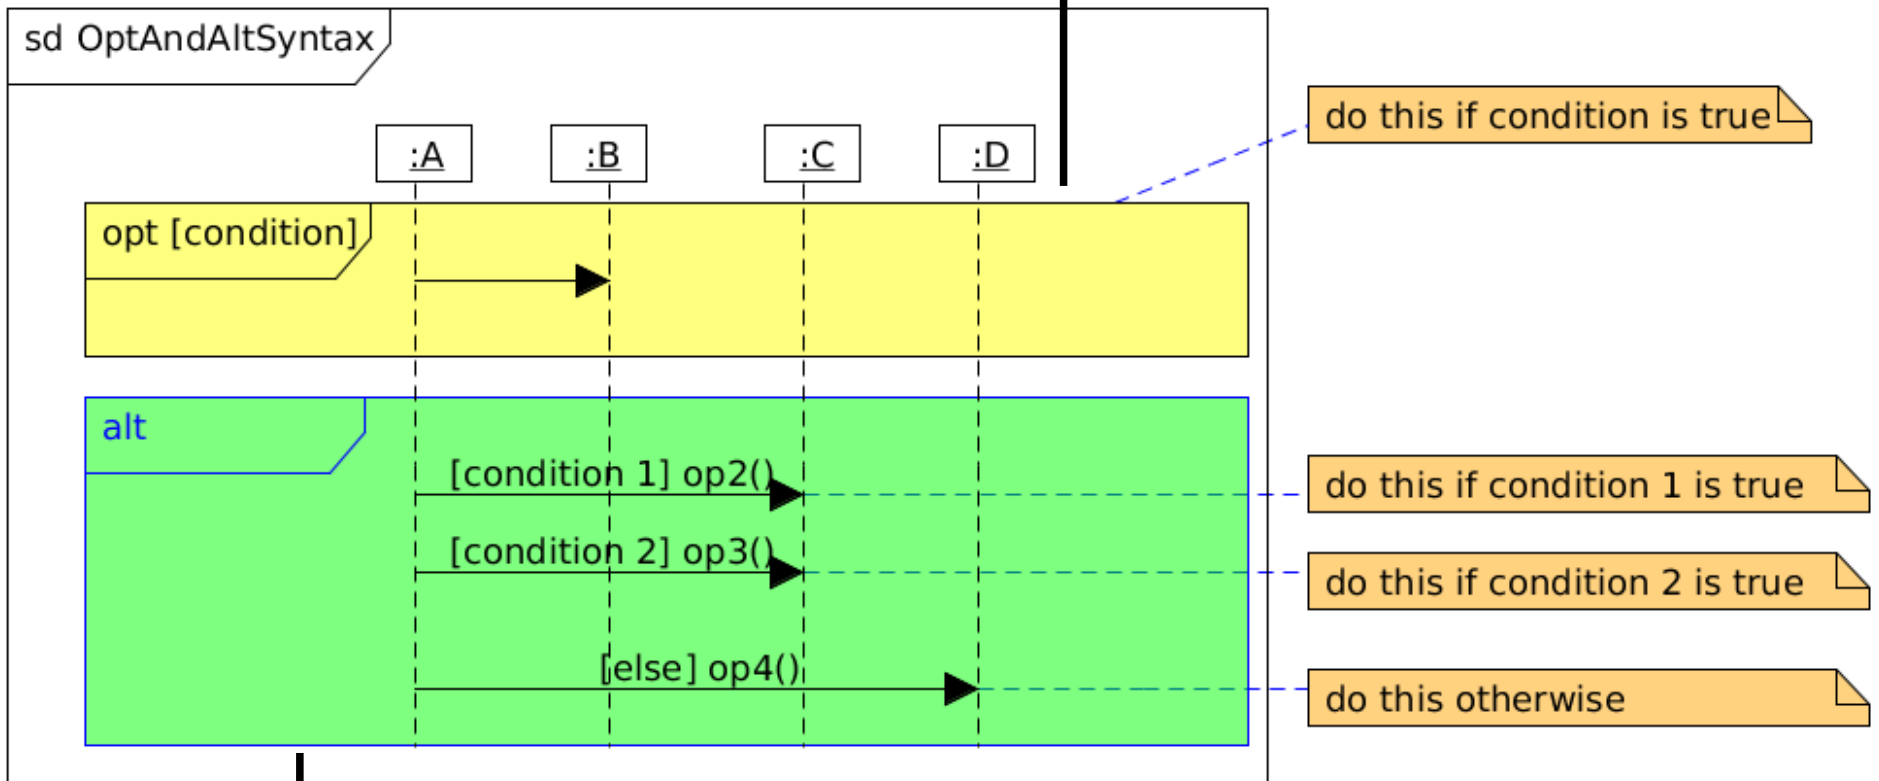 sd OptAndAltSyntax
do this if condition is true
:A
:B
:C
:D
opt [condition]
alt
[condition 1] op2()
do this if condition 1 is true
[condition 2] op3()
do this if condition 2 is true
[else] op4()
do this otherwise